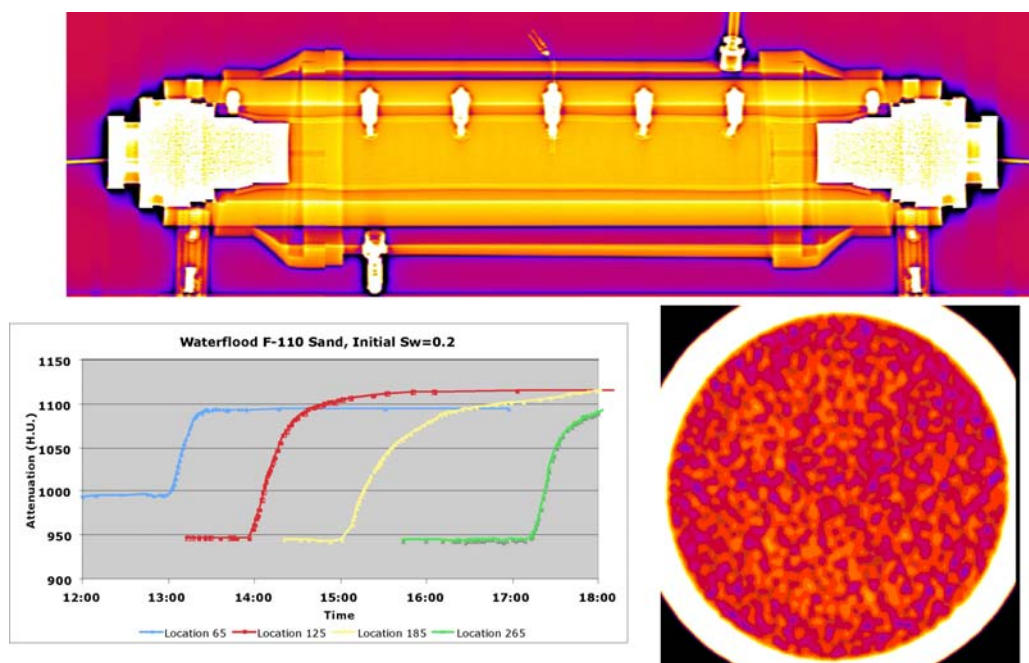 Waterflood F-110 Sand, Initial Sw=0.2
Attenuation (H.U.)
1150
1100
1050
1000
950
900
12:00 13:00 14:00 15:00 16:00 17:00 18:00
Time
Location 65 Location 125 Location 185 Location 265